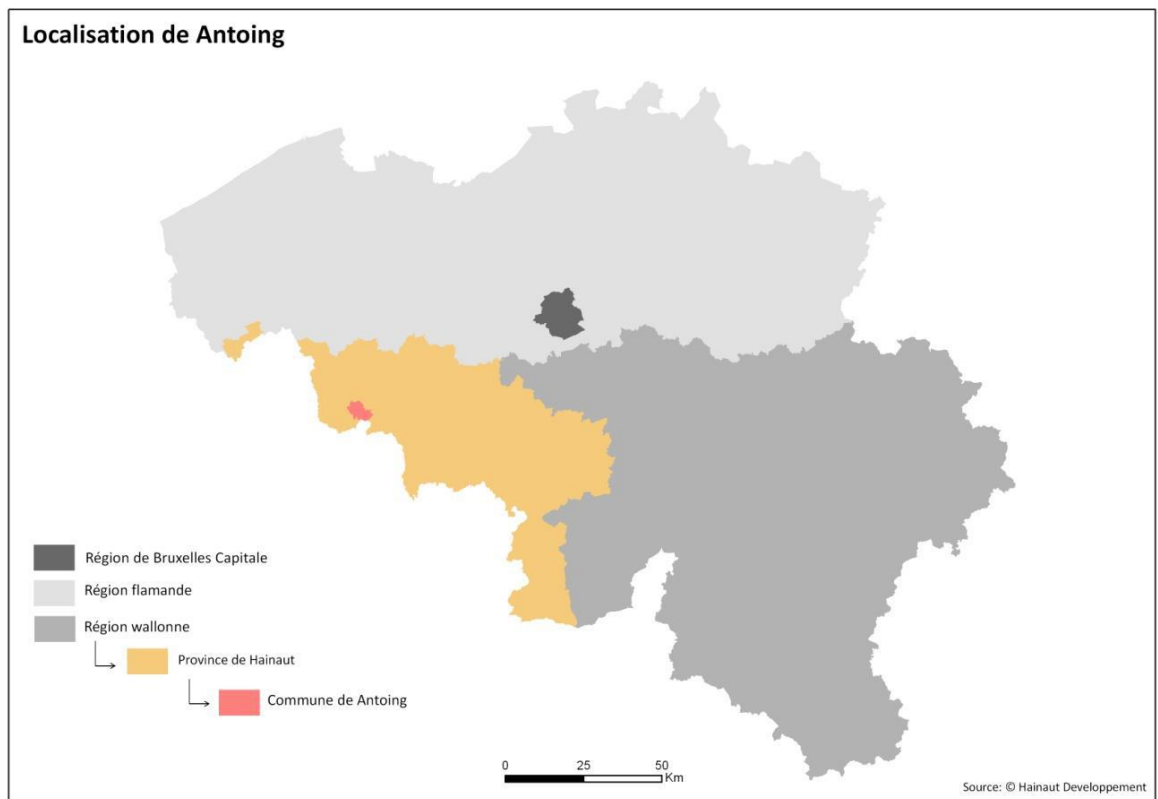 Localisation de Antoing
Région de Bruxelles Capitale
Région flamande
Région wallonne
Province de Hainaut
Commune de Antoing
0 25 50
Km
Source: © Hainaut Developpement